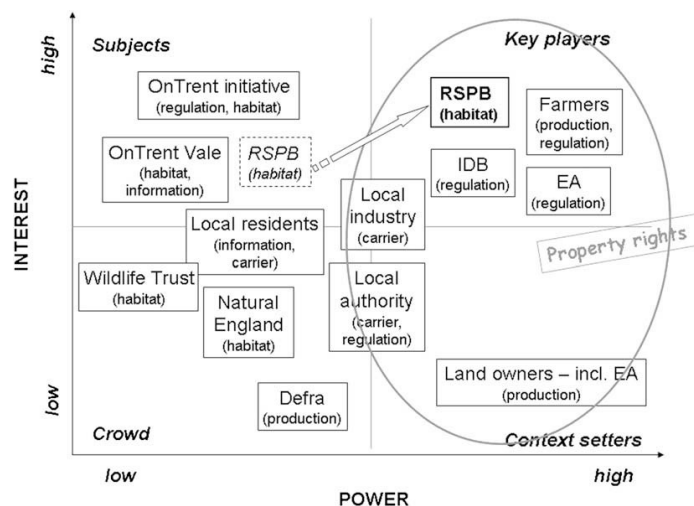 high
Subjects
Key players
OnTrent initiative
(regulation, habitat)
RSPB
(habitat)
Farmers
(production,
regulation)
OnTrent Vale
(habitat,
information)
RSPB
(habitat)
IDB
(regulation)
EA
(regulation)
Local
industry
(carrier)
Local residents
(information,
carrier)
INTEREST
Property rights
Wildlife Trust
(habitat)
Natural
England
(habitat)
Local
authority
(carrier,
regulation)
Land owners – incl. EA
(production)
Defra
(production)
low
Crowd
Context setters
low
high
POWER